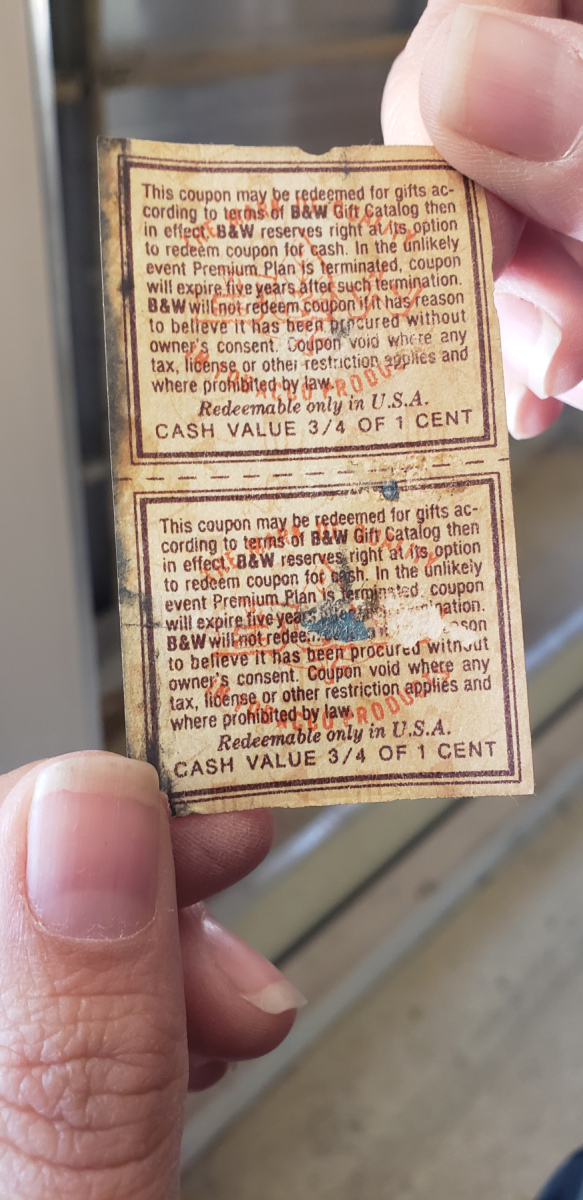 This coupon may be redeemed for gifts ac-
cording to terms of B&W Gift Catalog then
in effect. B&W reserves right at its option
to redeem coupon for cash. In the unlikely
event Premium Plan is terminated, coupon
will expire five years after such termination.
B&W will not redeem coupon if it has reason
to believe it has been procured without
owner's consent. Coupon void where any
tax, license or other restriction applies and
where prohibited by law.
Redeemable only in U.S.A.
CASH VALUE 3/4 OF 1 CENT
This coupon may be redeemed for gifts ac-
cording to terms of B&W Gift Catalog then
in effect. B&W reserves right at its option
to redeem coupon for cash. In the unlikely
event Premium Plan is terminated, coupon
will expire five years
B&W will not
to believe it has been procured without
owner's consent. Coupon void where any
tax, license or other restriction applies and
where prohibited by law.
Redeemable only in U.S.A.
CASH VALUE 3/4 OF 1 CENT